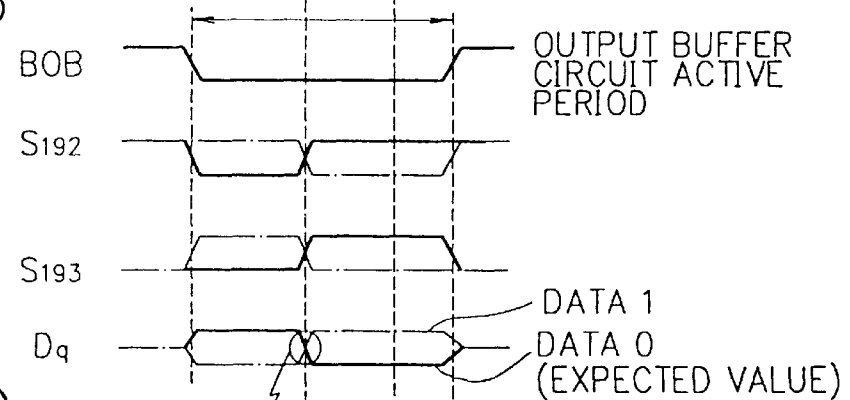 BOB
OUTPUT BUFFER
CIRCUIT ACTIVE
PERIOD
S192
S193
DATA 1
Dq
DATA 0
(EXPECTED VALUE)